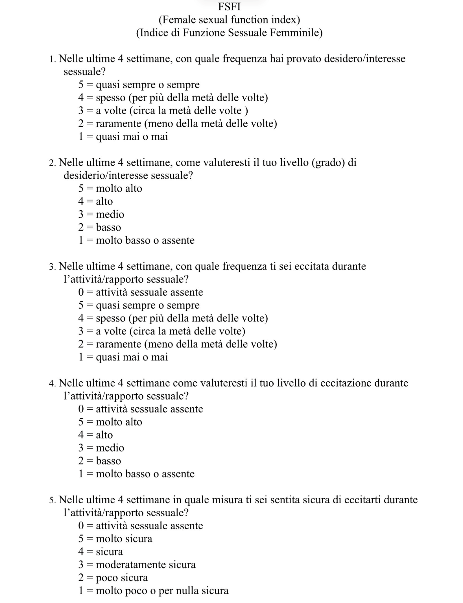 FSFI
(Female sexual function index)
(Indice di Funzione Sessuale Femminile)
1. Nelle ultime 4 settimane, con quale frequenza hai provato desidero/interesse
sessuale?
5 = quasi sempre o sempre
4 = spesso (per più della metà delle volte)
3 = a volte (circa la metà delle volte )
2 = raramente (meno della metà delle volte)
1 = quasi mai o mai
2. Nelle ultime 4 settimane, come valuteresti il tuo livello (grado) di
desiderio/interesse sessuale?
5 = molto alto
4 = alto
3 = medio
2 = basso
1 = molto basso o assente
3. Nelle ultime 4 settimane, con quale frequenza ti sei eccitata durante
l'attività/rapporto sessuale?
0 = attività sessuale assente
5 = quasi sempre o sempre
4 = spesso (per più della metà delle volte)
3 = a volte (circa la metà delle volte)
2 = raramente (meno della metà delle volte)
1 = quasi mai o mai
4. Nelle ultime 4 settimane come valuteresti il tuo livello di eccitazione durante
l'attività/rapporto sessuale?
0 = attività sessuale assente
5 = molto alto
4 = alto
3 = medio
2 = basso
1 = molto basso o assente
5. Nelle ultime 4 settimane in quale misura ti sei sentita sicura di eccitarti durante
l'attività/rapporto sessuale?
0 = attività sessuale assente
5 = molto sicura
4 = sicura
3 = moderatamente sicura
2 = poco sicura
1 = molto poco o per nulla sicura